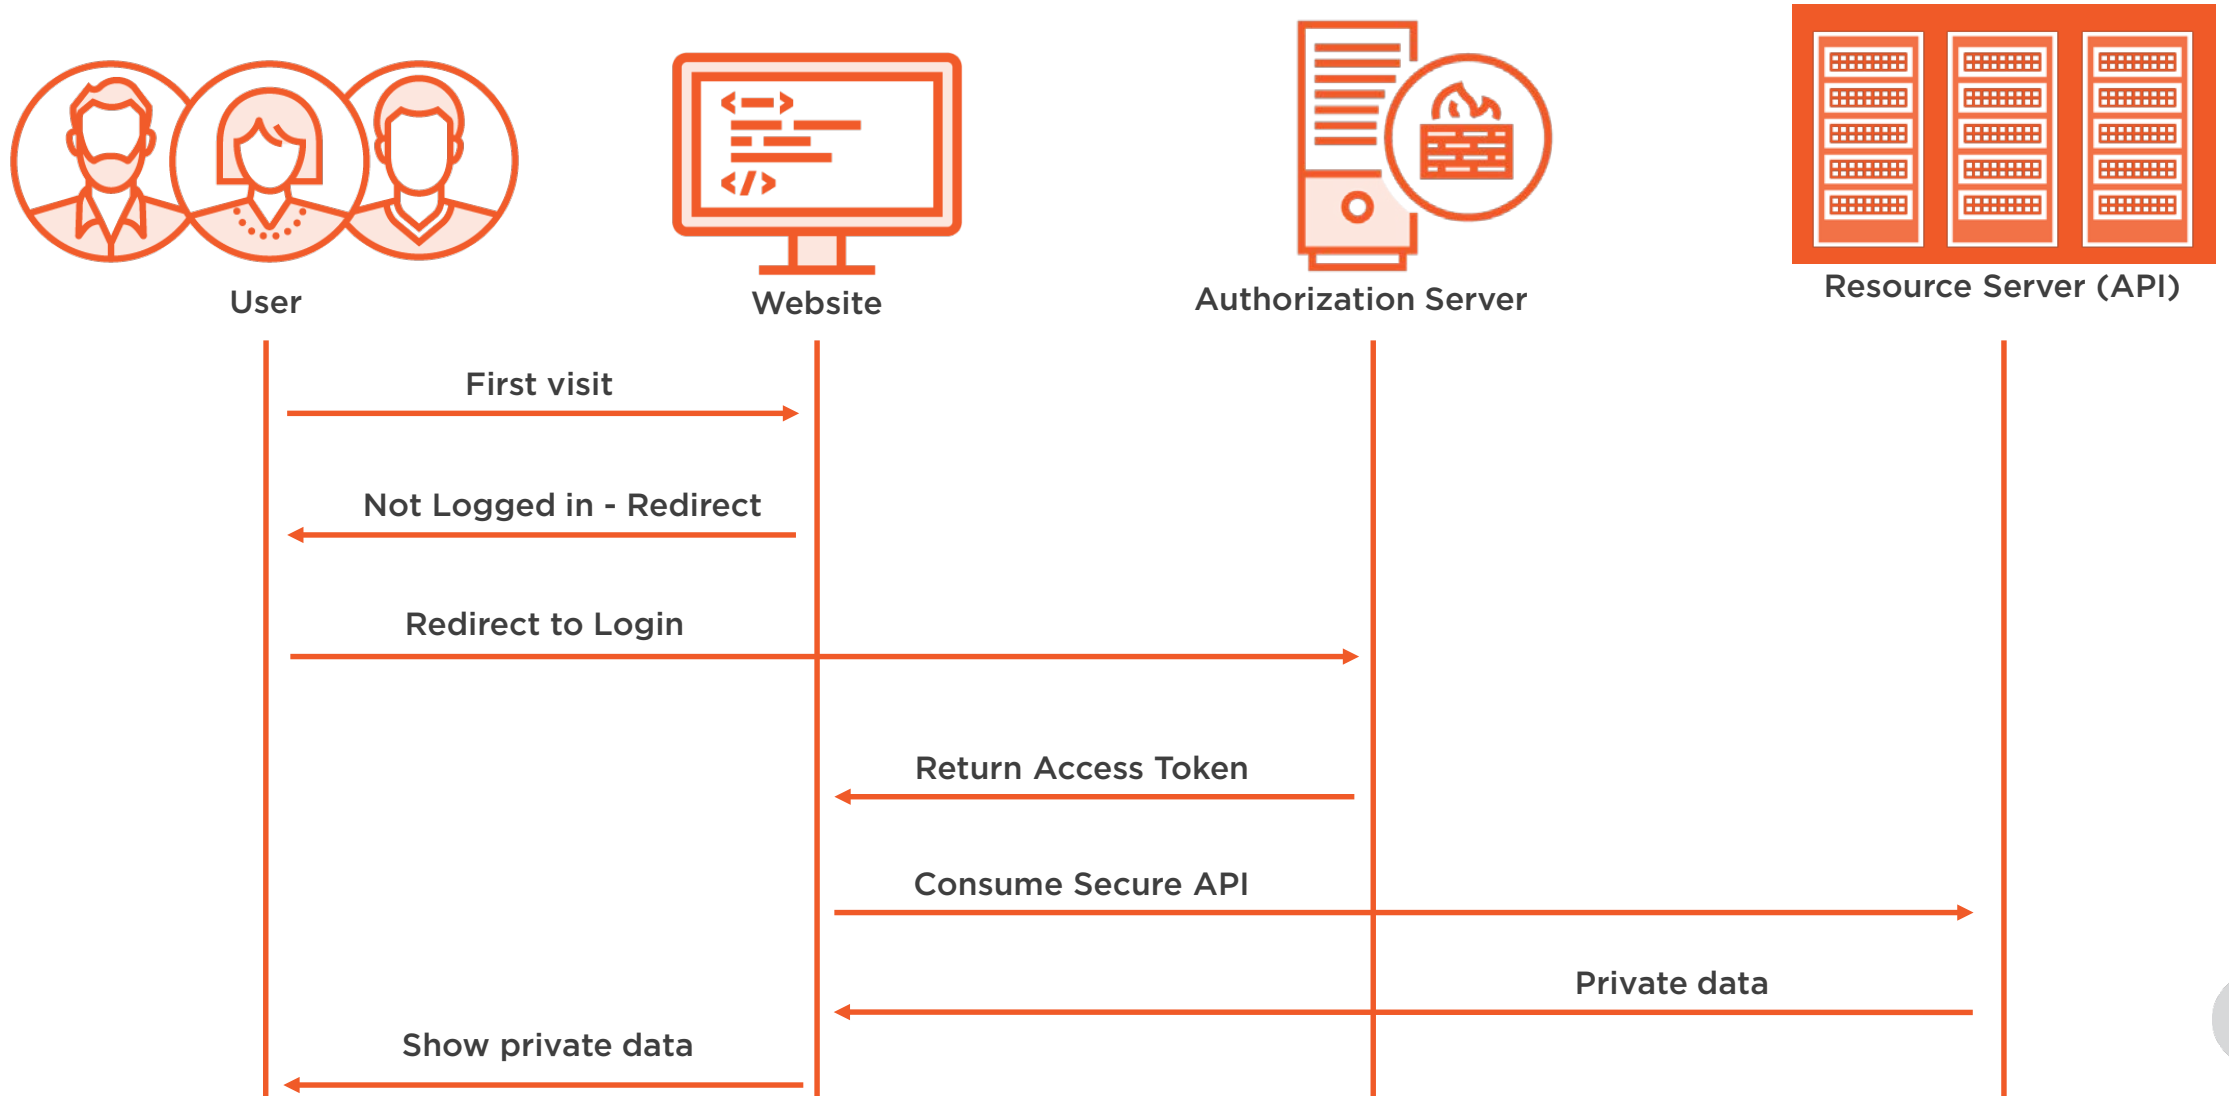 User
Website
Authorization Server
Resource Server (API)
First visit
Not Logged in - Redirect
Redirect to Login
Return Access Token
Consume Secure API
Private data
Show private data